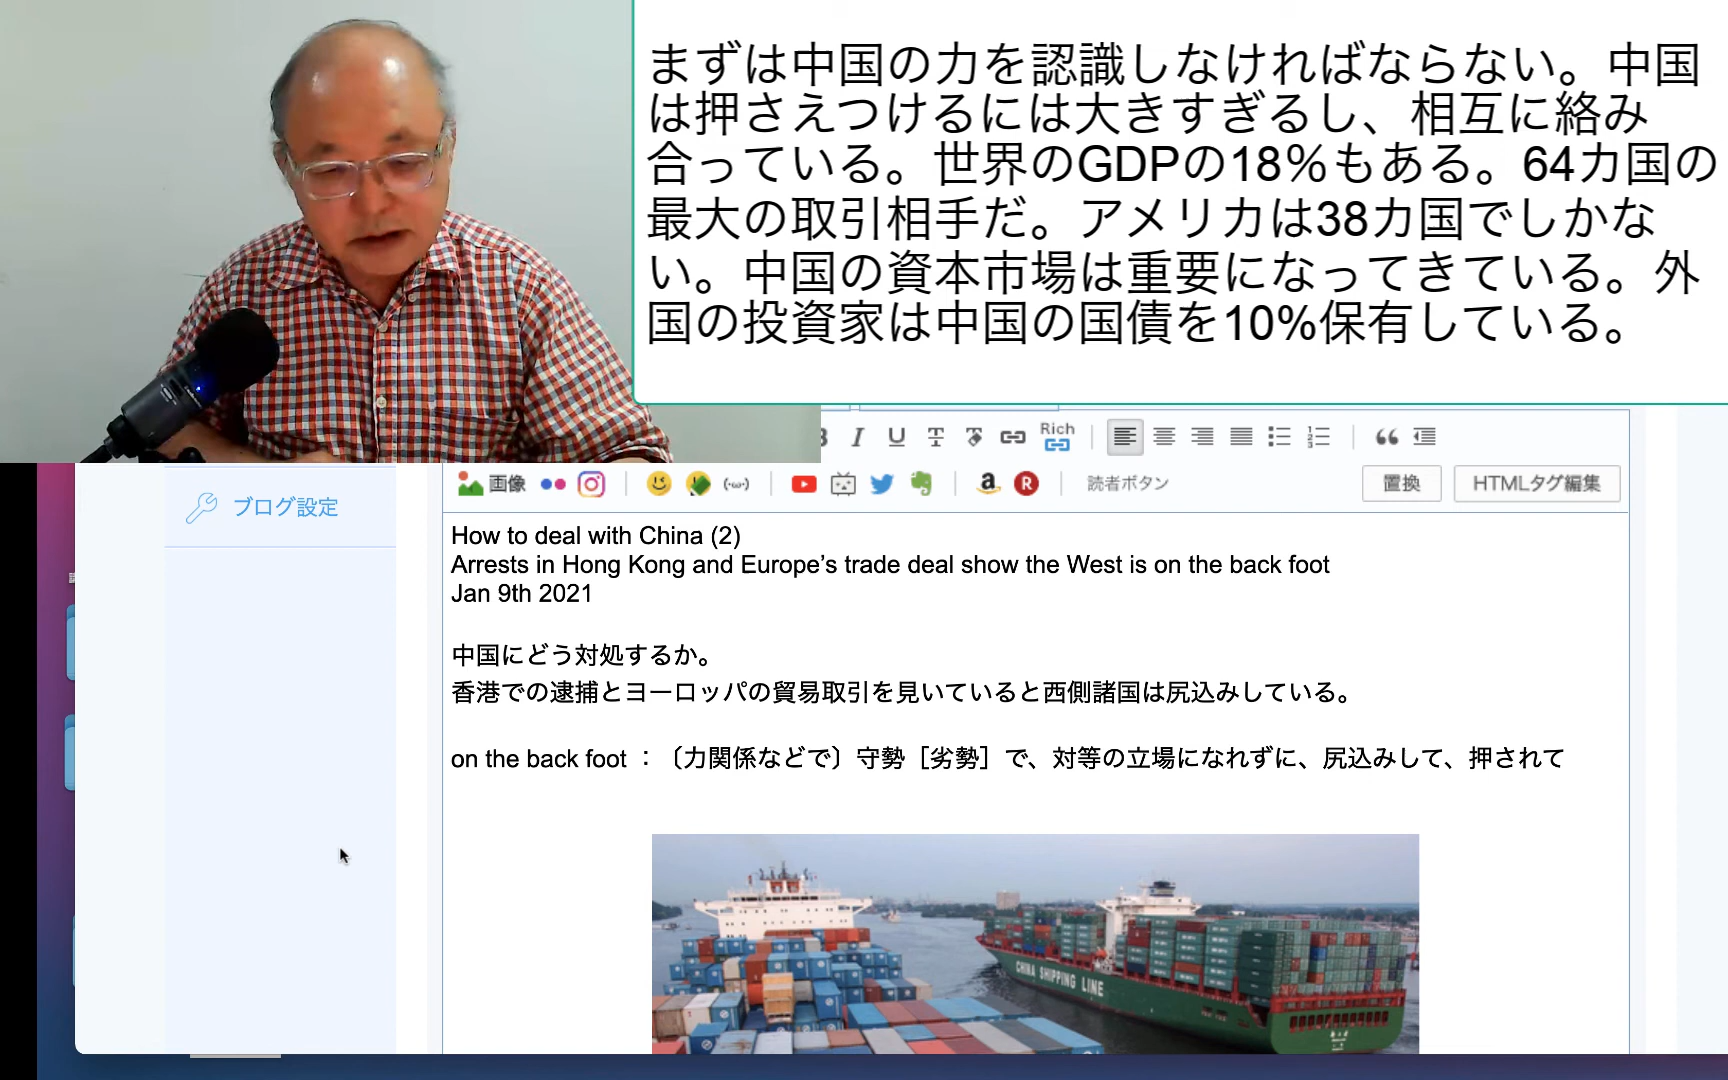 まずは中国の力を認識しなければならない。中国
は押さえつけるには大きすぎるし、相互に絡み
合っている。世界のGDPの18％もある。64カ国の
最大の取引相手だ。アメリカは38カ国でしかな
い。中国の資本市場は重要になってきている。外
国の投資家は中国の国債を10%保有している。
I U T Rich
画像 読者ボタン 置換 HTMLタグ編集
ブログ設定
How to deal with China (2)
Arrests in Hong Kong and Europe’s trade deal show the West is on the back foot
Jan 9th 2021
中国にどう対処するか。
香港での逮捕とヨーロッパの貿易取引を見いていると西側諸国は尻込みしている。
on the back foot ：〔力関係などで〕守勢［劣勢］で、対等の立場になれずに、尻込みして、押されて
CHINA SHIPPING LINE